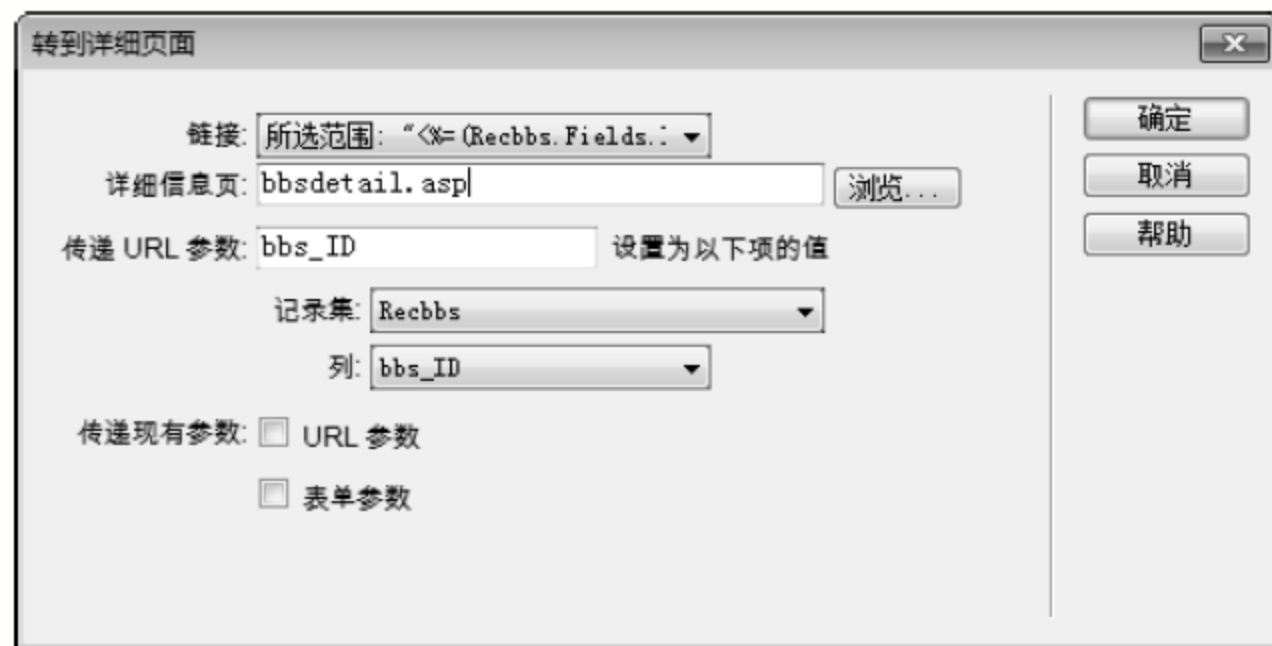 转到详细页面
链接: 所选范围: “<%=(Recbbs.Fields. 确定
详细信息页: bbsdetail.asp 浏览... 取消
传递 URL 参数: bbs_ID 设置为以下项的值 帮助
记录集: Recbbs
列: bbs_ID
传递现有参数: URL 参数
表单参数